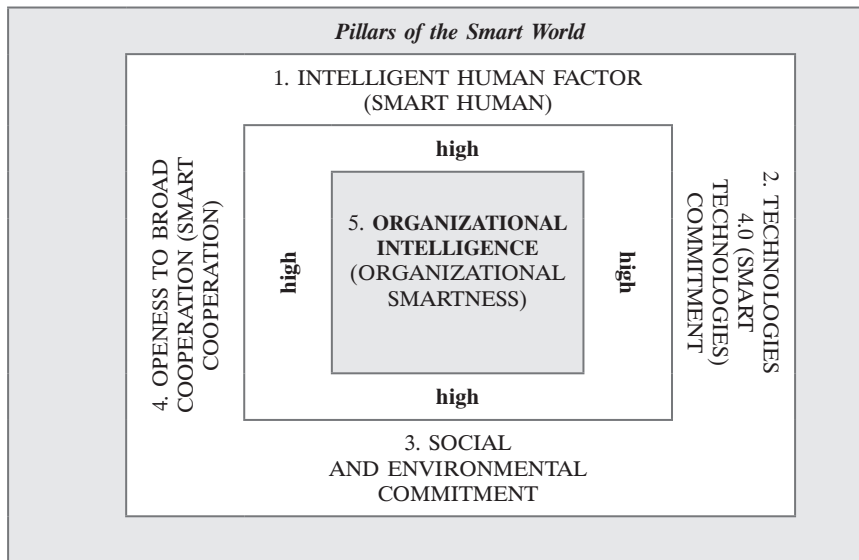 Pillars of the Smart World
1. INTELLIGENT HUMAN FACTOR
(SMART HUMAN)
high
4. OPENESS TO BROAD
COOPERATION (SMART
COOPERATION)
high
5. ORGANIZATIONAL
INTELLIGENCE
(ORGANIZATIONAL
SMARTNESS)
high
2. TECHNOLOGIES
4.0 (SMART
TECHNOLOGIES)
COMMITMENT
high
3. SOCIAL
AND ENVIRONMENTAL
COMMITMENT